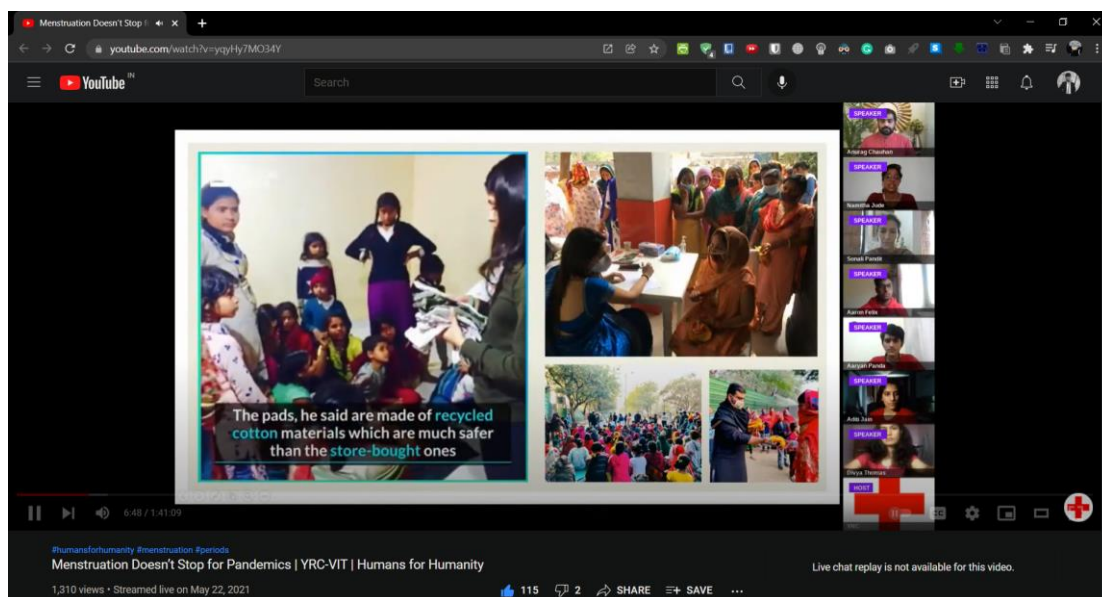 Menstruation Doesn't Stop f
youtube.com/watch?v=yqyHy7MO34Y
YouTube IN
Search
SPEAKER
Anurag Chauhan
SPEAKER
Namitha Jude
SPEAKER
Sonali Pandit
SPEAKER
Aaron Felix
SPEAKER
Aaryan Panda
SPEAKER
Aditi Jain
SPEAKER
Divya Thomas
HOST
The pads, he said are made of recycled
cotton materials which are much safer
than the store-bought ones
6:48 / 1:41:09
#humansforhumanity #menstruation #periods
Menstruation Doesn't Stop for Pandemics | YRC-VIT | Humans for Humanity
1,310 views • Streamed live on May 22, 2021
115
2
SHARE
SAVE
Live chat replay is not available for this video.